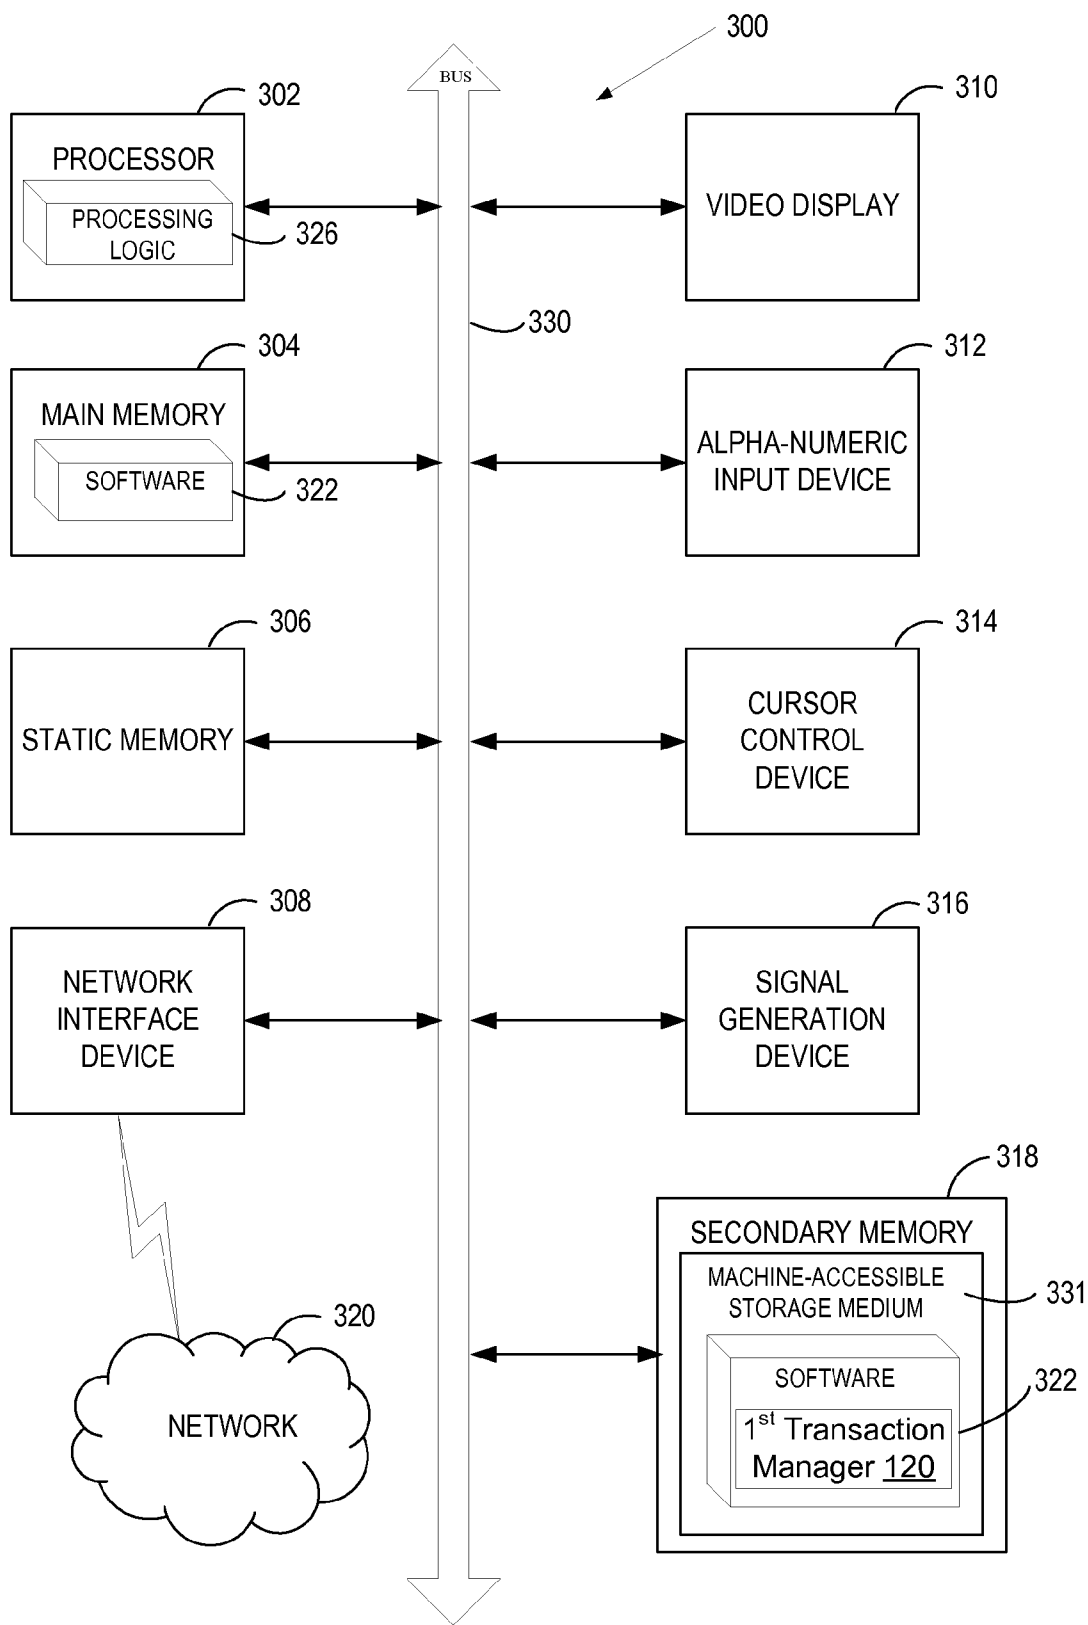 300
BUS
302
PROCESSOR
PROCESSING
LOGIC
326
310
VIDEO DISPLAY
330
304
MAIN MEMORY
SOFTWARE
322
312
ALPHA-NUMERIC
INPUT DEVICE
306
STATIC MEMORY
314
CURSOR
CONTROL
DEVICE
308
NETWORK
INTERFACE
DEVICE
316
SIGNAL
GENERATION
DEVICE
318
SECONDARY MEMORY
MACHINE-ACCESSIBLE
STORAGE MEDIUM
331
SOFTWARE
322
1st Transaction
Manager 120
320
NETWORK